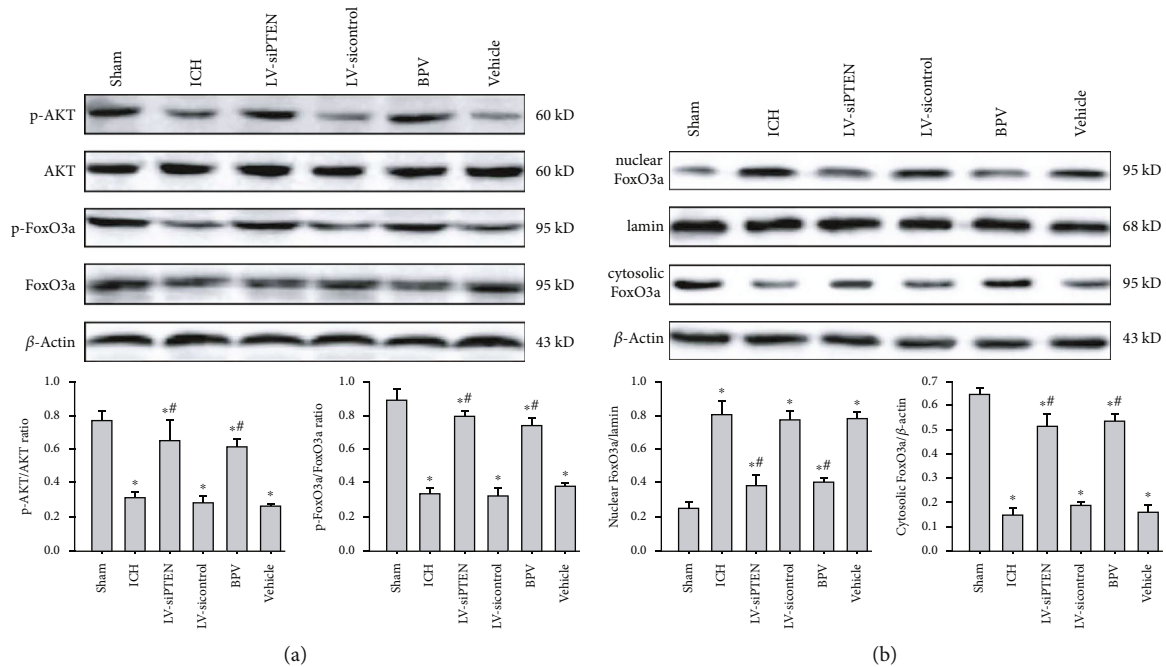 Sham
ICH
LV-siPTEN
LV-sicontrol
BPV
Vehicle
p-AKT
60 kD
AKT
60 kD
p-FoxO3a
95 kD
FoxO3a
95 kD
β-Actin
43 kD
p-AKT/AKT ratio
1.0
0.8
0.6
0.4
0.2
0.0
*
*#
*
*#
*
Sham
ICH
LV-siPTEN
LV-sicontrol
BPV
Vehicle
p-FoxO3a/FoxO3a ratio
1.0
0.8
0.6
0.4
0.2
0.0
*
*#
*
*#
*
Sham
ICH
LV-siPTEN
LV-sicontrol
BPV
Vehicle
(a)
Sham
ICH
LV-siPTEN
LV-sicontrol
BPV
Vehicle
nuclear
FoxO3a
95 kD
lamin
68 kD
cytosolic
FoxO3a
95 kD
β-Actin
43 kD
Nuclear FoxO3a/lamin
1.0
0.8
0.6
0.4
0.2
0.0
*
*#
*
*#
*
Sham
ICH
LV-siPTEN
LV-sicontrol
BPV
Vehicle
Cytosolic FoxO3a/β-actin
0.7
0.6
0.5
0.4
0.3
0.2
0.1
0.0
*
*#
*
*#
*
Sham
ICH
LV-siPTEN
LV-sicontrol
BPV
Vehicle
(b)